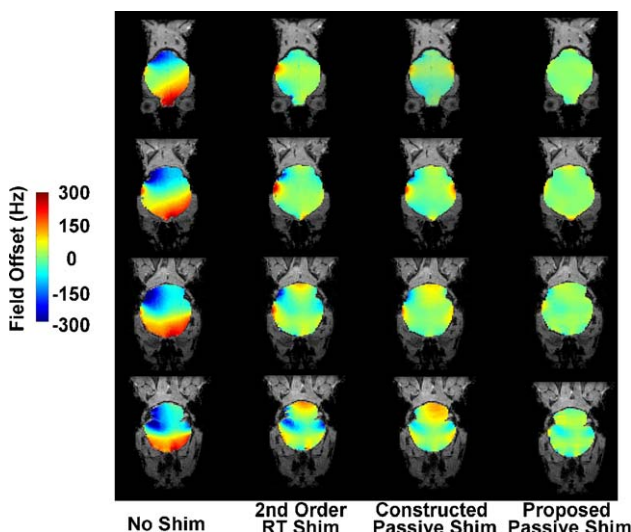 Field Offset (Hz)
300
150
0
-150
-300
No Shim
2nd Order
RT Shim
Constructed
Passive Shim
Proposed
Passive Shim